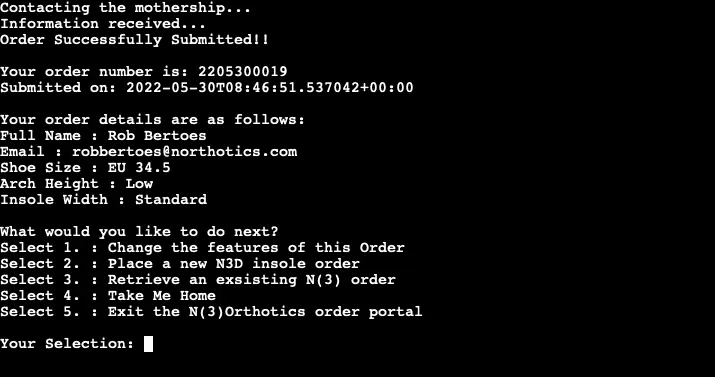 Contacting the mothership...
Information received...
Order Successfully Submitted!!
Your order number is: 2205300019
Submitted on: 2022-05-30T08:46:51.537042+00:00
Your order details are as follows:
Full Name : Rob Bertoes
Email : robbertoes@northotics.com
Shoe Size : EU 34.5
Arch Height : Low
Insole Width : Standard
What would you like to do next?
Select 1. : Change the features of this Order
Select 2. : Place a new N3D insole order
Select 3. : Retrieve an exsisting N(3) order
Select 4. : Take Me Home
Select 5. : Exit the N(3)Orthotics order portal
Your Selection: